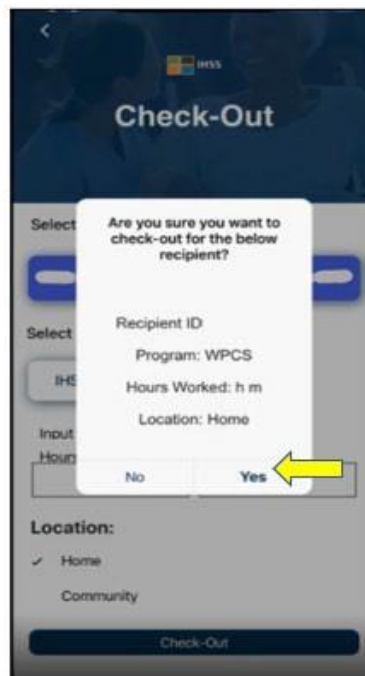 IHSS
Check-Out
Select
Are you sure you want to
check-out for the below
recipient?
Recipient ID
Program: WPCS
Hours Worked: h m
Location: Home
No
Yes
Select
IHS
Input
Hours
Location:
✓ Home
Community
Check-Out